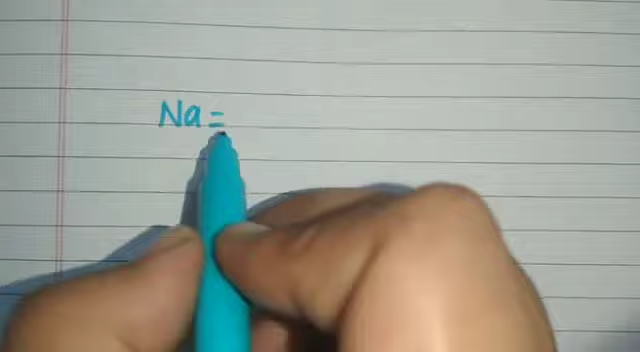 Na =